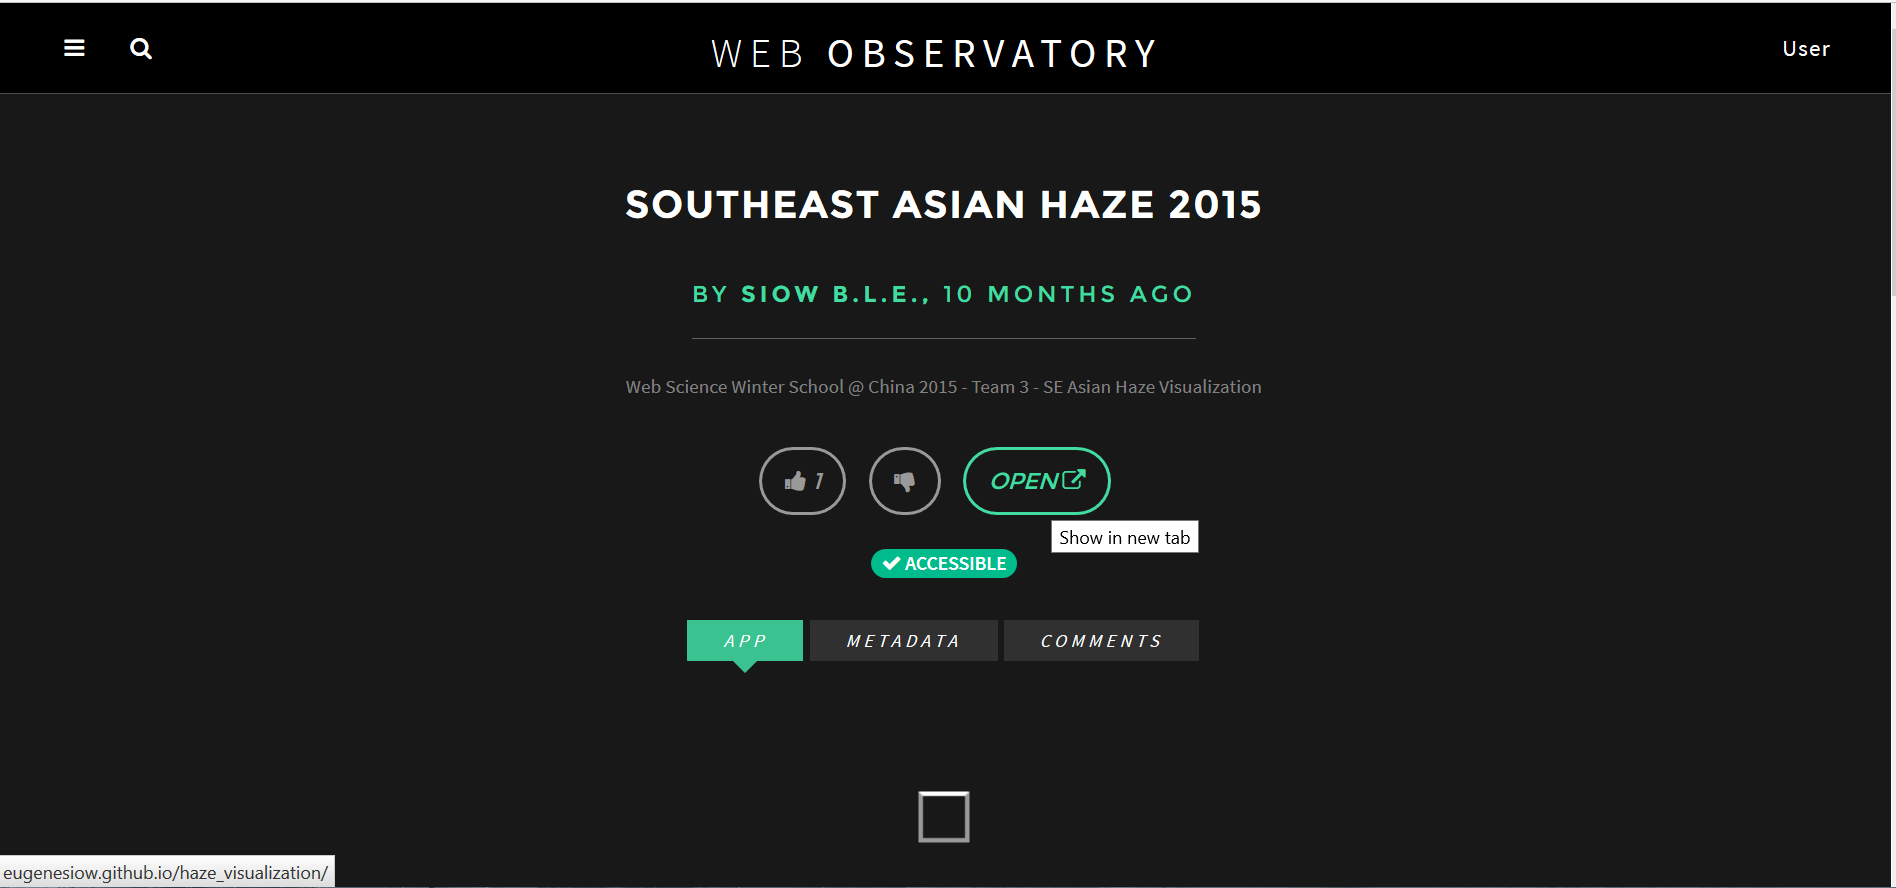 WEB OBSERVATORY
User
SOUTHEAST ASIAN HAZE 2015
BY SIOW B.L.E., 10 MONTHS AGO
Web Science Winter School @ China 2015 - Team 3 - SE Asian Haze Visualization
1
OPEN
Show in new tab
ACCESSIBLE
APP
METADATA
COMMENTS
eugenesiow.github.io/haze_visualization/